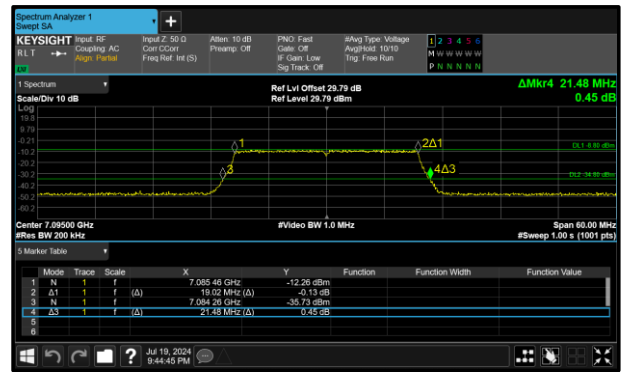 Spectrum Analyzer 1
Swept SA
+
KEYSIGHT Input: RF Input Z: 50 Ω Atten: 10 dB PNO: Fast #Avg Type: Voltage 1 2 3 4 5 6
RLT Coupling: AC Corr CCorr Preamp: Off Gate: Off Avg|Hold: 10/10 M W W W W W
Align: Partial Freq Ref: Int (S) IF Gain: Low Trig: Free Run P N N N N N
Sig Track: Off
LXI
1 Spectrum Ref Lvl Offset 29.79 dB ΔMkr4 21.48 MHz
Scale/Div 10 dB Ref Level 29.79 dBm 0.45 dB
Log
19.8
9.79
-0.21
1 2Δ1
DL1 -8.80 dBm
-10.2
-20.2
3 4Δ3
-30.2
DL2 -34.80 dBm
-40.2
-50.2
-60.2
Center 7.09500 GHz #Video BW 1.0 MHz Span 60.00 MHz
#Res BW 200 kHz #Sweep 1.00 s (1001 pts)
5 Marker Table
Mode Trace Scale X Y Function Function Width Function Value
1 N 1 f 7.085 46 GHz -12.26 dBm
2 Δ1 1 f (Δ) 19.02 MHz (Δ) -0.13 dB
3 N 1 f 7.084 26 GHz -35.73 dBm
4 Δ3 1 f (Δ) 21.48 MHz (Δ) 0.45 dB
5
6
? Jul 19, 2024
9:44:45 PM